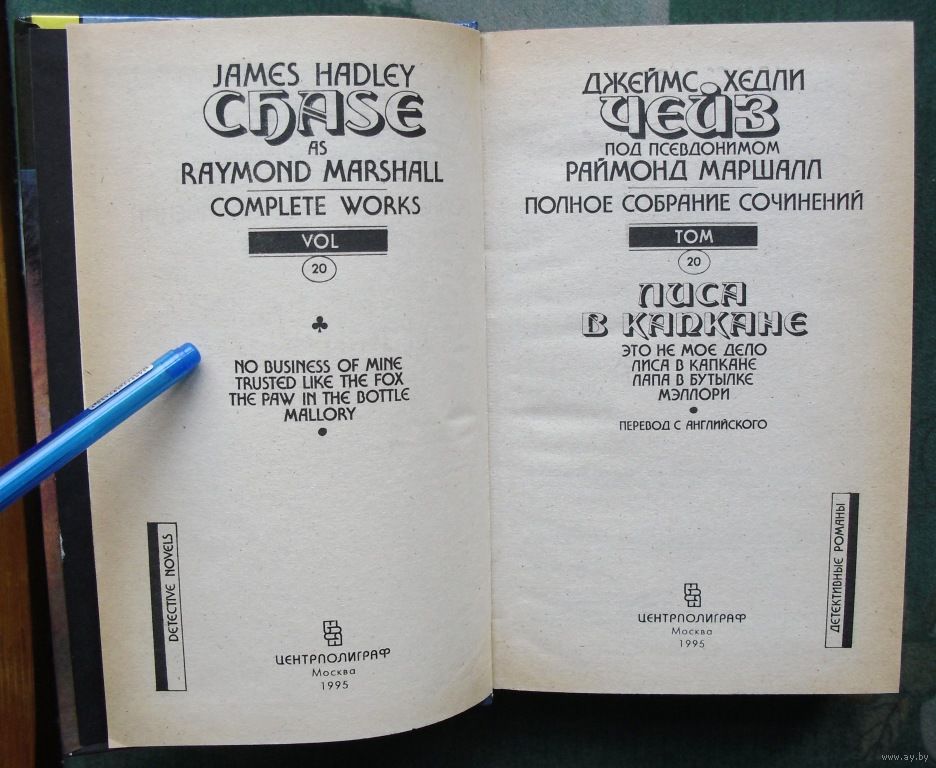 JAMES HADLEY
CHASE
AS
RAYMOND MARSHALL
COMPLETE WORKS
VOL
20
NO BUSINESS OF MINE
TRUSTED LIKE THE FOX
THE PAW IN THE BOTTLE
MALLORY
DETECTIVE NOVELS
ЦЕНТРПОЛИГРАФ
Москва
1995
ДЖЕЙМС ХЕДЛИ
ЧЕЙЗ
ПОД ПСЕВДОНИМОМ
РАЙМОНД МАРШАЛЛ
ПОЛНОЕ СОБРАНИЕ СОЧИНЕНИЙ
ТОМ
20
ЛИСА
В КАПКАНЕ
ЭТО НЕ МОЕ ДЕЛО
ЛИСА В КАПКАНЕ
ЛАПА В БУТЫЛКЕ
МЭЛЛОРИ
ПЕРЕВОД С АНГЛИЙСКОГО
ДЕТЕКТИВНЫЕ РОМАНЫ
ЦЕНТРПОЛИГРАФ
Москва
1995
www.ay.by